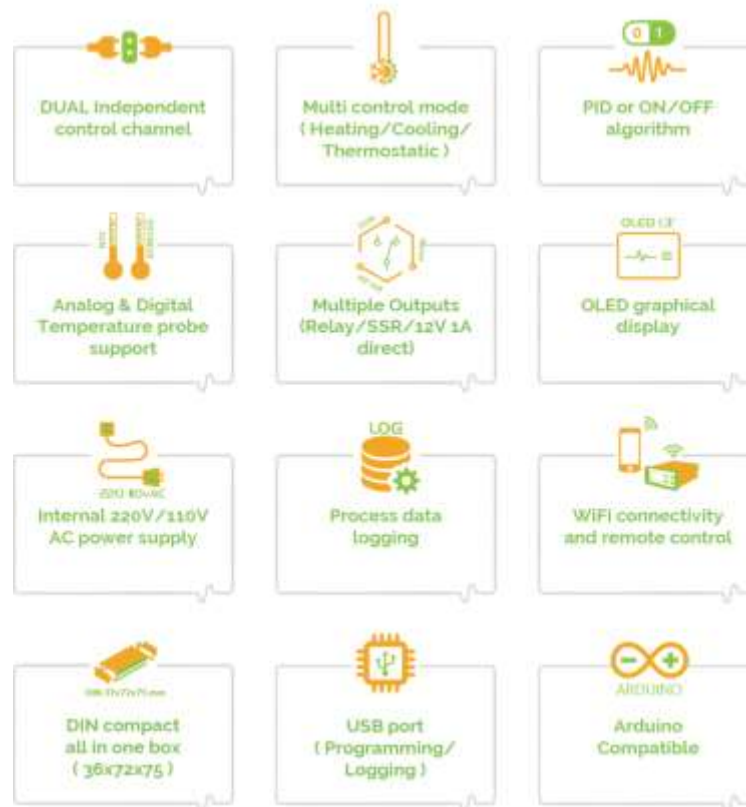 DUAL Independent
control channel
Multi control mode
( Heating/Cooling/
Thermostatic )
0 1
PID or ON/OFF
algorithm
Analog & Digital
Temperature probe
support
Multiple Outputs
(Relay/SSR/12V 1A
direct)
OLED
OLED graphical
display
Internal 220V/110V
AC power supply
LOG
Process data
logging
WiFi connectivity
and remote control
DIN compact
all in one box
( 36x72x75 )
USB port
( Programming/
Logging )
ARDUINO
Arduino
Compatible